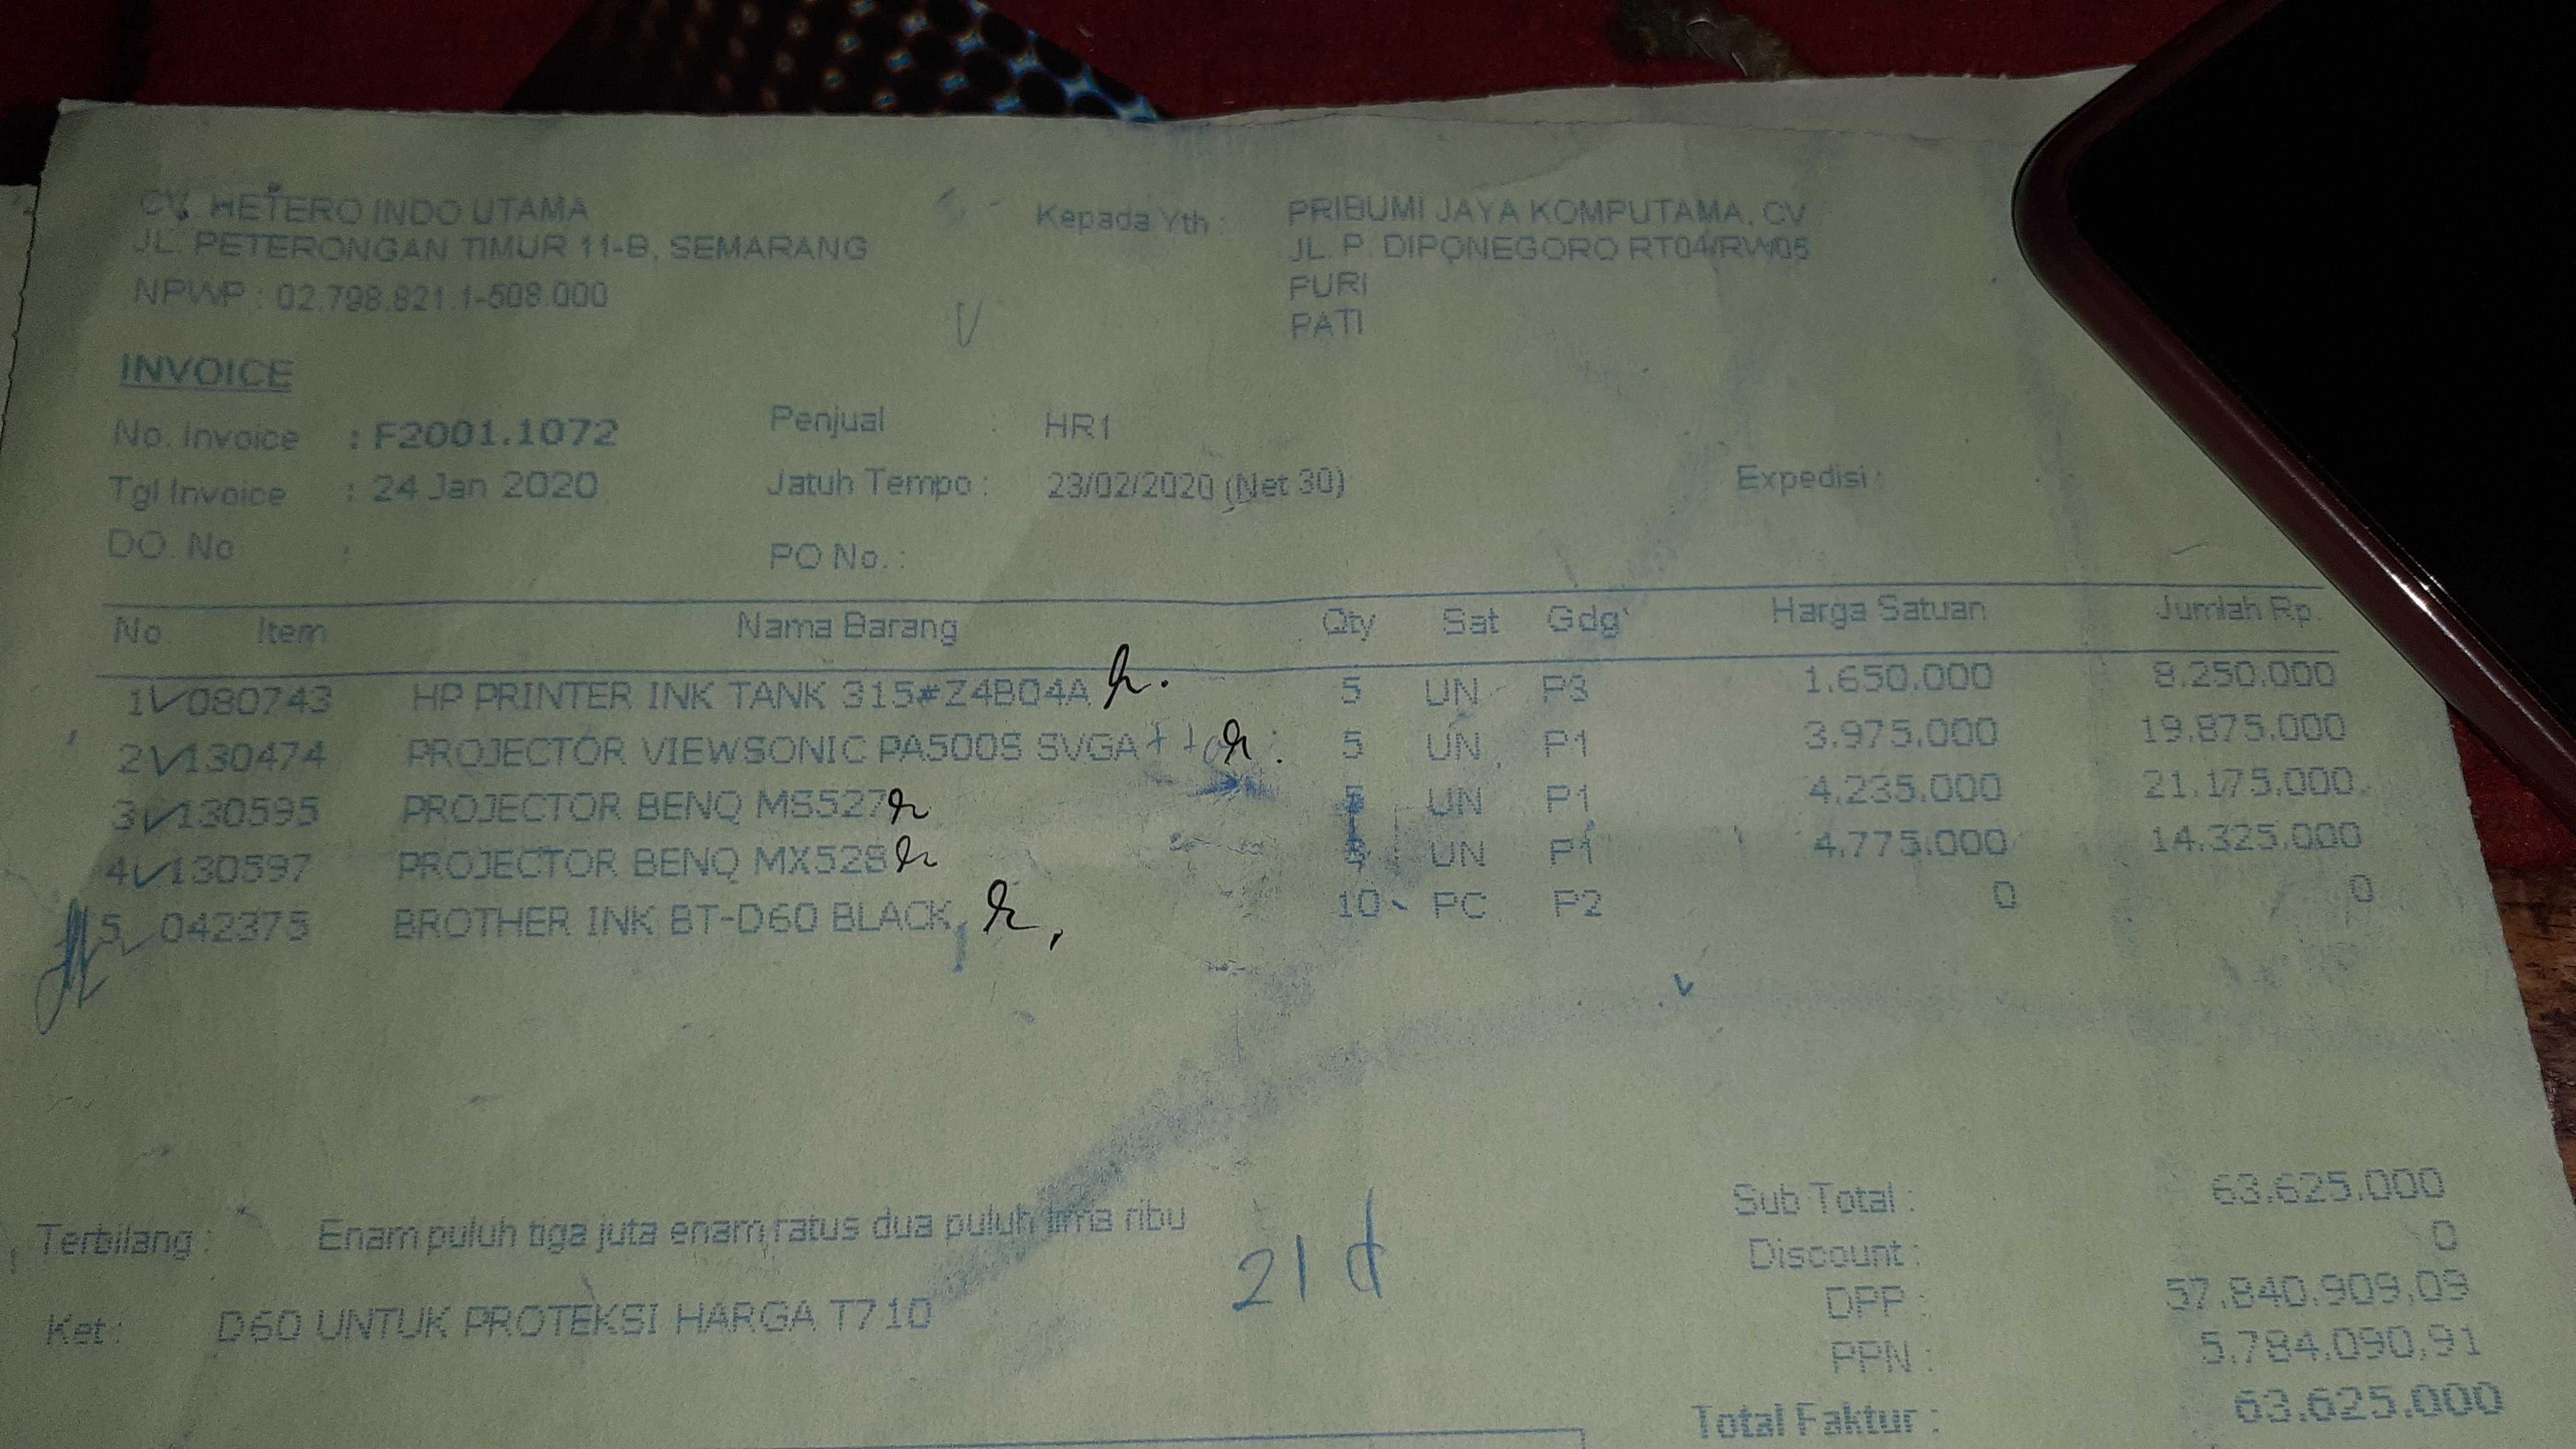 CV. HETERO INDO UTAMA
JL. PETERONGAN TIMUR 11-B, SEMARANG
NPWP : 02.798.821.1-508.000
Kepada Yth : PRIBUMI JAYA KOMPUTAMA, CV
JL. P. DIPONEGORO RT04/RW05
PURI
PATI
INVOICE
No. Invoice : F2001.1072 Penjual : HR1
Tgl Invoice : 24 Jan 2020 Jatuh Tempo : 23/02/2020 (Net 30) Expedisi :
DO. No : PO No. :
No. Item Nama Barang Qty Sat Gdg Harga Satuan Jumlah Rp.
1 080743 HP PRINTER INK TANK 315#Z4B04A 5 UN P3 1.650.000 8.250.000
2 130474 PROJECTOR VIEWSONIC PA500S SVGA 5 UN P1 3.975.000 19.875.000
3 130595 PROJECTOR BENQ MS527 5 UN P1 4.235.000 21.175.000
4 130597 PROJECTOR BENQ MX528 UN P1 4.775.000 14.325.000
5 042375 BROTHER INK BT-D60 BLACK 10 PC P2 0 0
Terbilang : Enam puluh tiga juta enam ratus dua puluh lima ribu
Ket : D60 UNTUK PROTEKSI HARGA T710
21
Sub Total : 63.625.000
Discount : 0
DPP : 57.840.909,09
PPN : 5.784.090,91
Total Faktur : 63.625.000